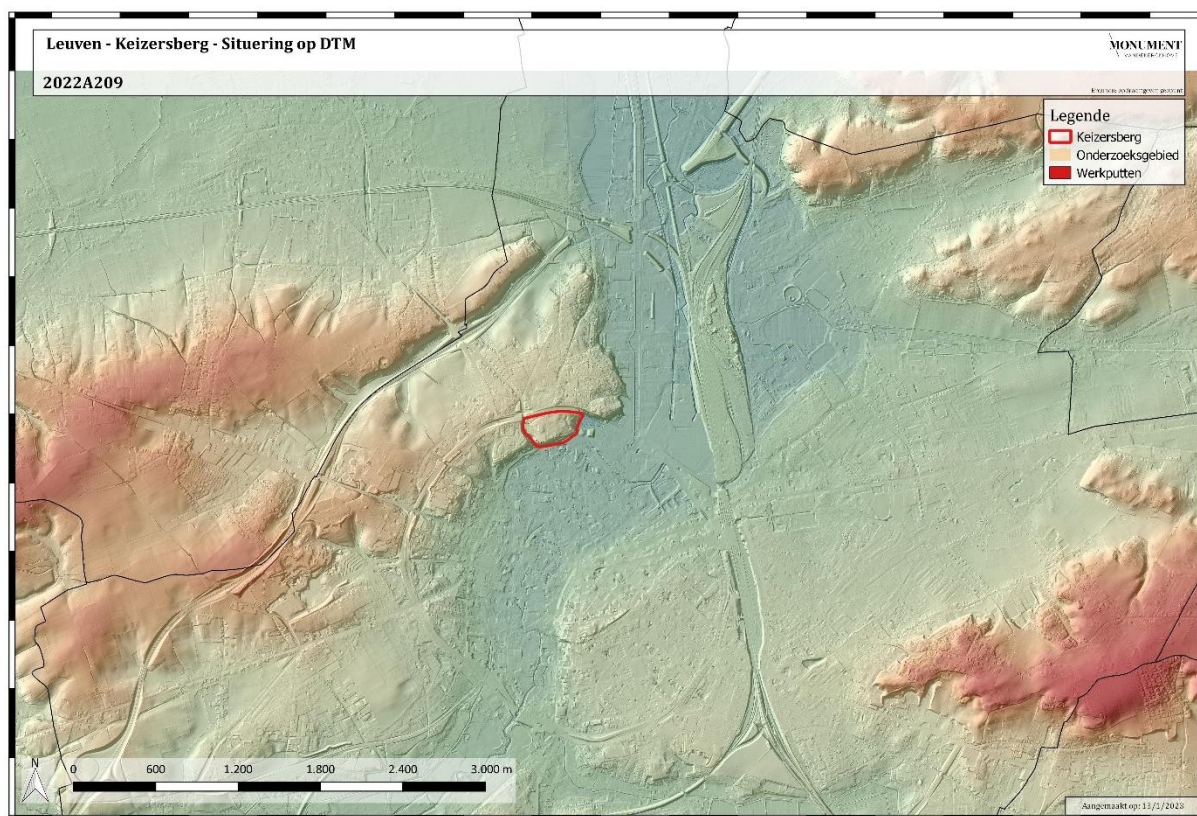 Leuven - Keizersberg - Situering op DTM
2022A209
MONUMENT
VANDEKERCKHOVE
Legende
Keizersberg
Onderzoeksgebied
Werkputten
N
0 600 1.200 1.800 2.400 3.000 m
Aangemaakt op: 13/1/2023